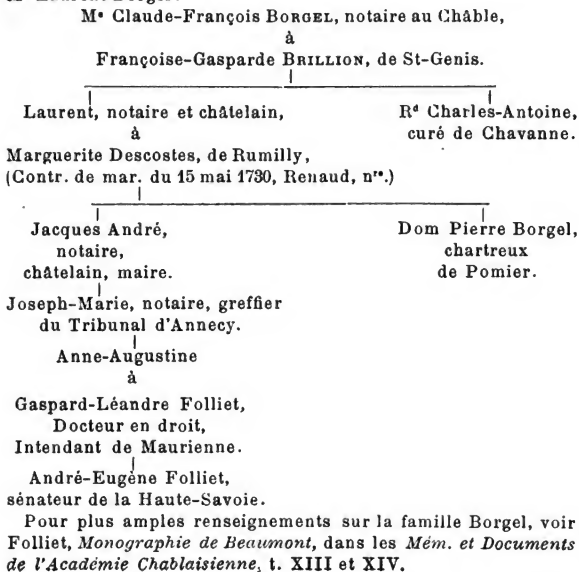 Mᵉ Claude-François BORGEL, notaire au Châble,
à
Françoise-Gasparde BRILLION, de St-Genis.
Laurent, notaire et châtelain,
Rᵈ Charles-Antoine,
à
curé de Chavanne.
Marguerite Descostes, de Rumilly,
(Contr. de mar. du 15 mai 1730, Renaud, nʳᵉ.)
Jacques André,
Dom Pierre Borgel,
notaire,
chartreux
châtelain, maire.
de Pomier.
Joseph-Marie, notaire, greffier
du Tribunal d'Annecy.
Anne-Augustine
à
Gaspard-Léandre Folliet,
Docteur en droit,
Intendant de Maurienne.
André-Eugène Folliet,
sénateur de la Haute-Savoie.
Pour plus amples renseignements sur la famille Borgel, voir
Folliet, Monographie de Beaumont, dans les Mém. et Documents
de l'Académie Chablaisienne, t. XIII et XIV.